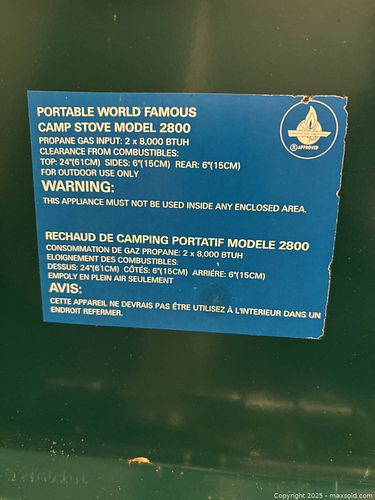 PORTABLE WORLD FAMOUS
CAMP STOVE MODEL 2800
PROPANE GAS INPUT: 2 x 8,000 BTUH
CLEARANCE FROM COMBUSTIBLES:
TOP: 24"(61CM) SIDES: 6"(15CM) REAR: 6"(15CM)
FOR OUTDOOR USE ONLY
WARNING:
THIS APPLIANCE MUST NOT BE USED INSIDE ANY ENCLOSED AREA.
APPROVED
RECHAUD DE CAMPING PORTATIF MODELE 2800
CONSOMMATION DE GAZ PROPANE: 2 x 8,000 BTUH
ELOIGNEMENT DES COMBUSTIBLES:
DESSUS: 24"(61CM) CÔTÉS: 6"(15CM) ARRIÉRE: 6"(15CM)
EMPOLY EN PLEIN AIR SEULEMENT
AVIS:
CETTE APPAREIL NE DEVRAIS PAS ÉTRE UTILISEZ À L'INTERIEUR DANS UN
ENDROIT REFERMER.
Copyright © 2025 - maxsold.com